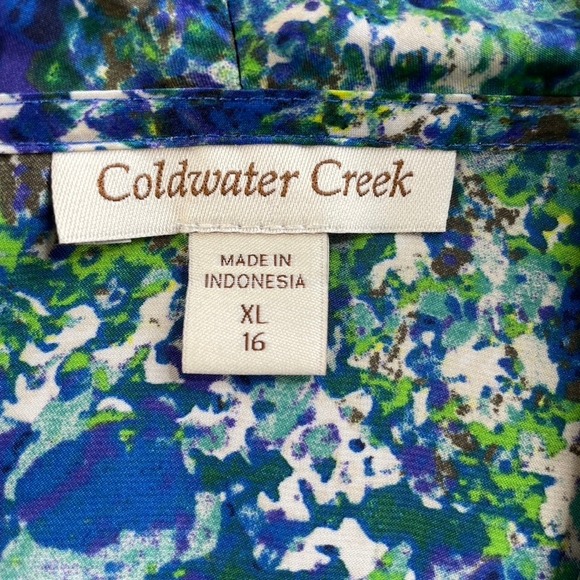 Coldwater Creek
MADE IN
INDONESIA
XL
16